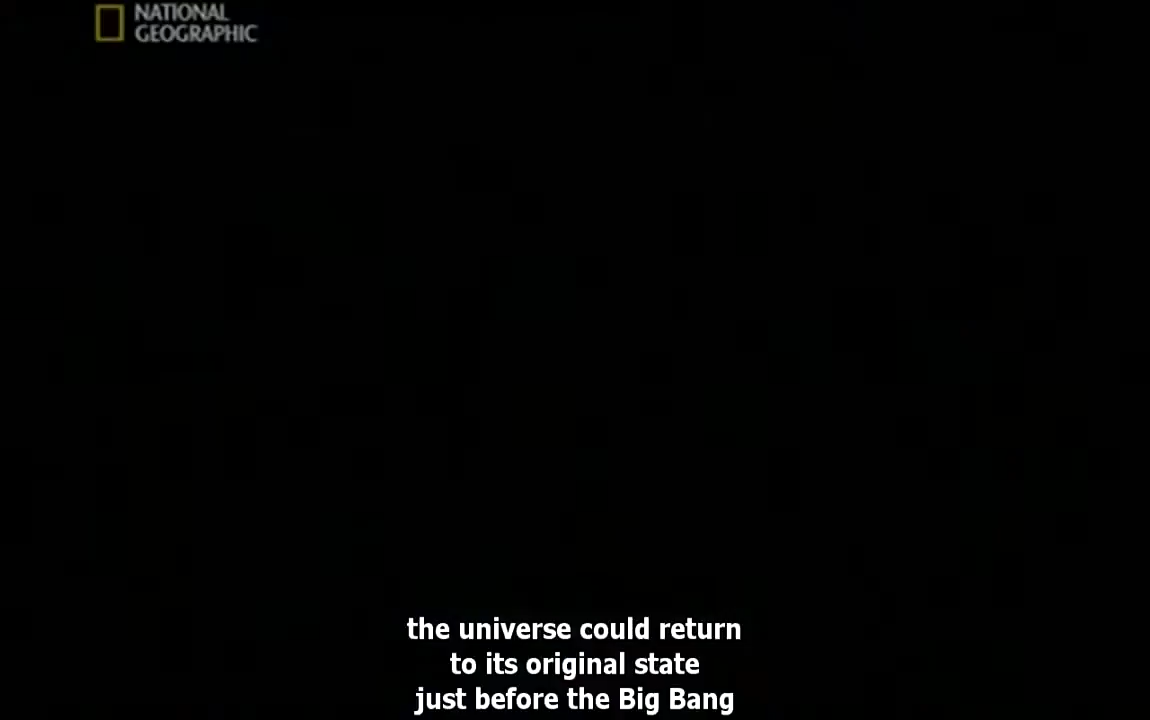 NATIONAL
GEOGRAPHIC
the universe could return
to its original state
just before the Big Bang